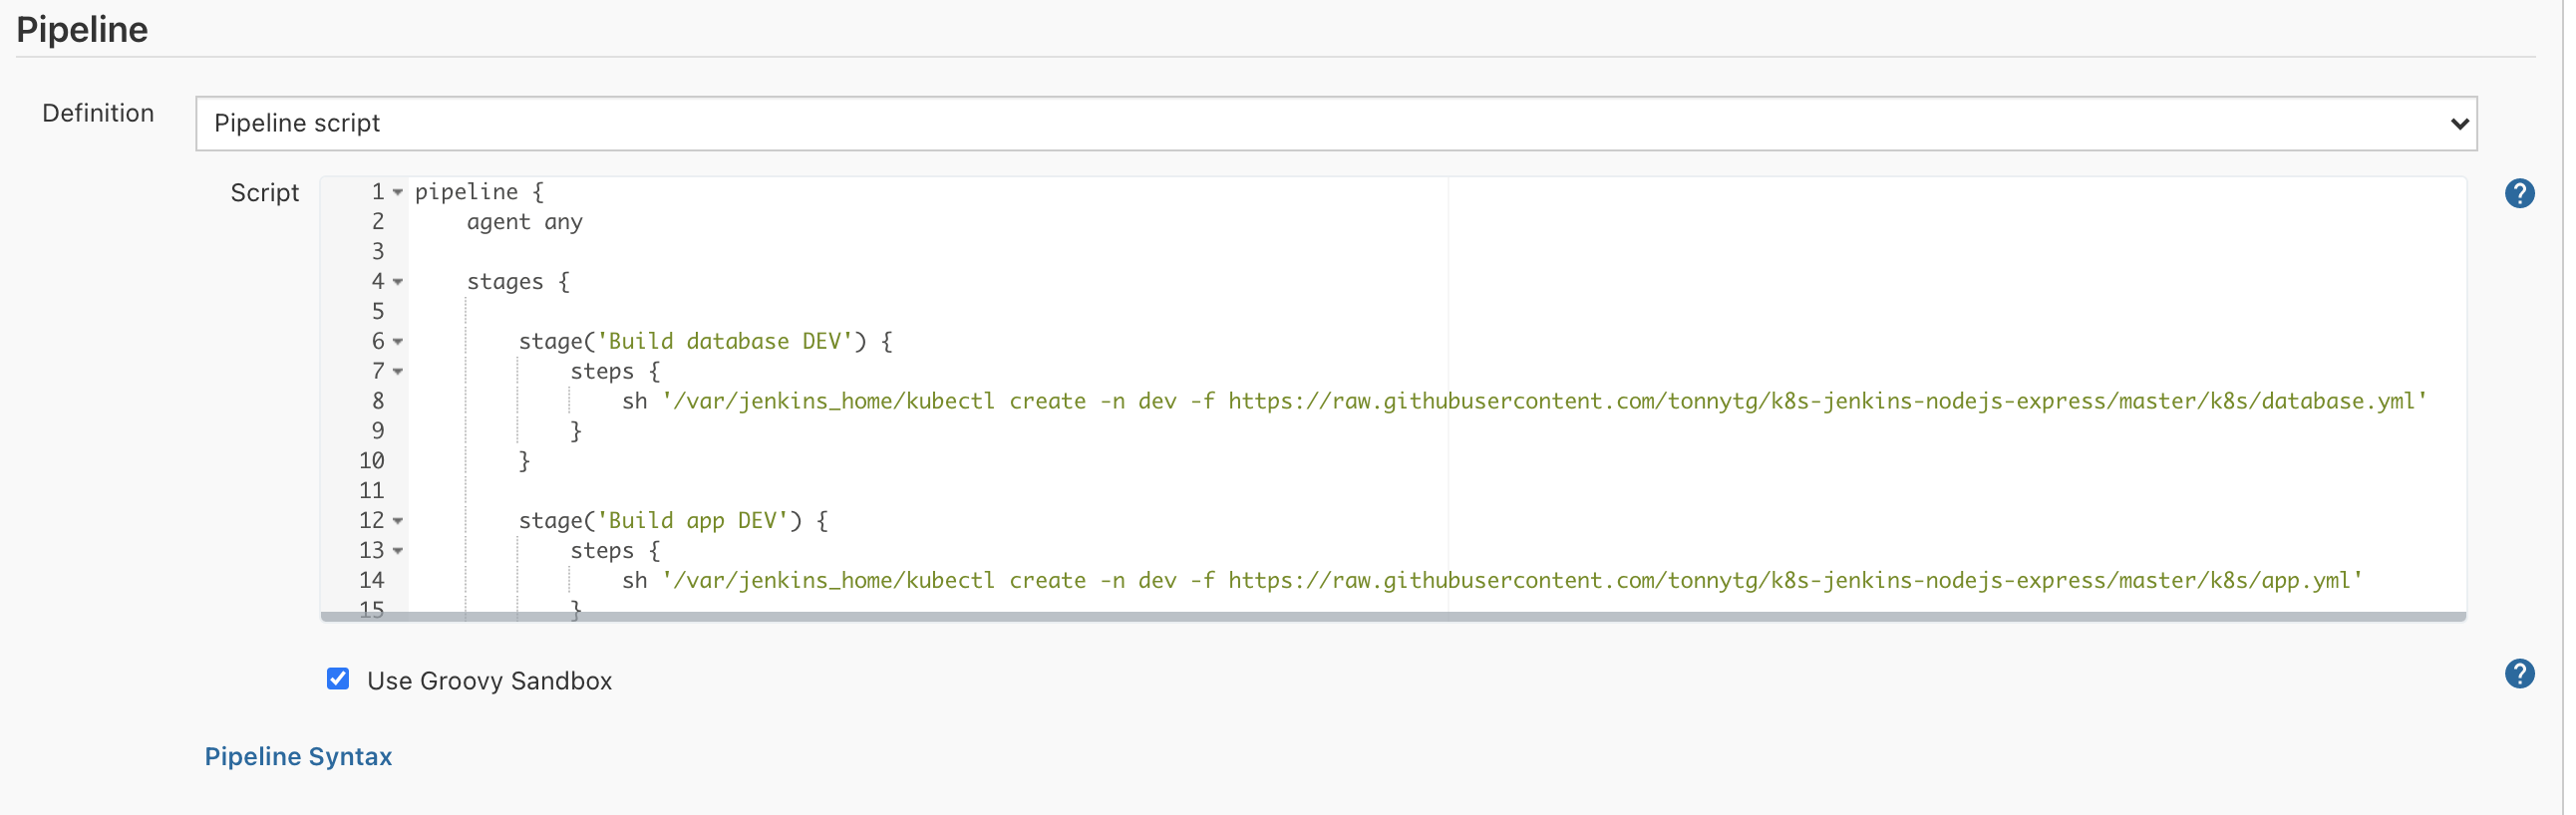 Pipeline
Definition
Pipeline script
Script
1 pipeline {
2     agent any
3
4     stages {
5
6         stage('Build database DEV') {
7             steps {
8                 sh '/var/jenkins_home/kubectl create -n dev -f https://raw.githubusercontent.com/tonnytg/k8s-jenkins-nodejs-express/master/k8s/database.yml'
9             }
10         }
11
12         stage('Build app DEV') {
13             steps {
14                 sh '/var/jenkins_home/kubectl create -n dev -f https://raw.githubusercontent.com/tonnytg/k8s-jenkins-nodejs-express/master/k8s/app.yml'
15             }
?
Use Groovy Sandbox
?
Pipeline Syntax